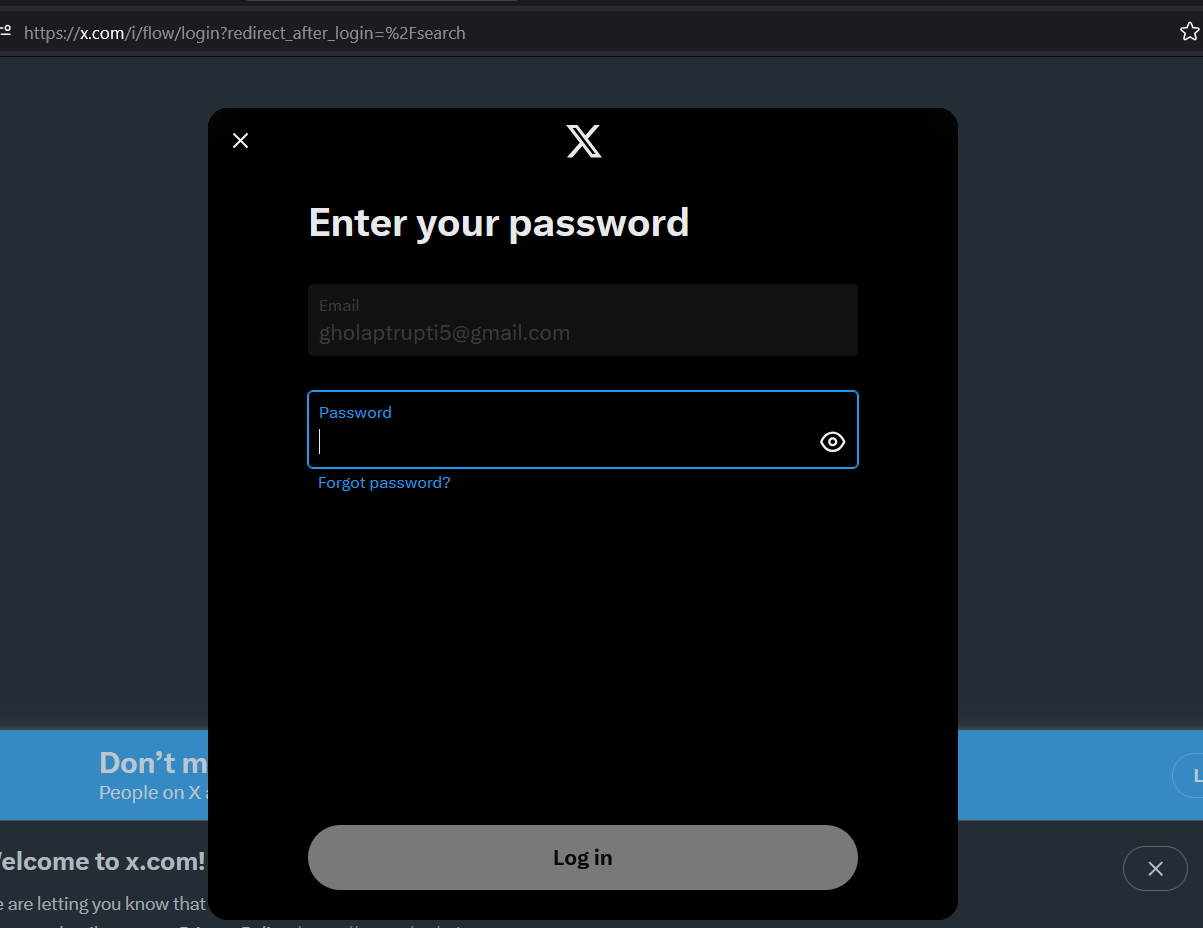 https://x.com/i/flow/login?redirect_after_login=%2Fsearch
Enter your password
Email
gholaptrupti5@gmail.com
Password
Forgot password?
Don’t m
People on X a
L
elcome to x.com!
Log in
e are letting you know that